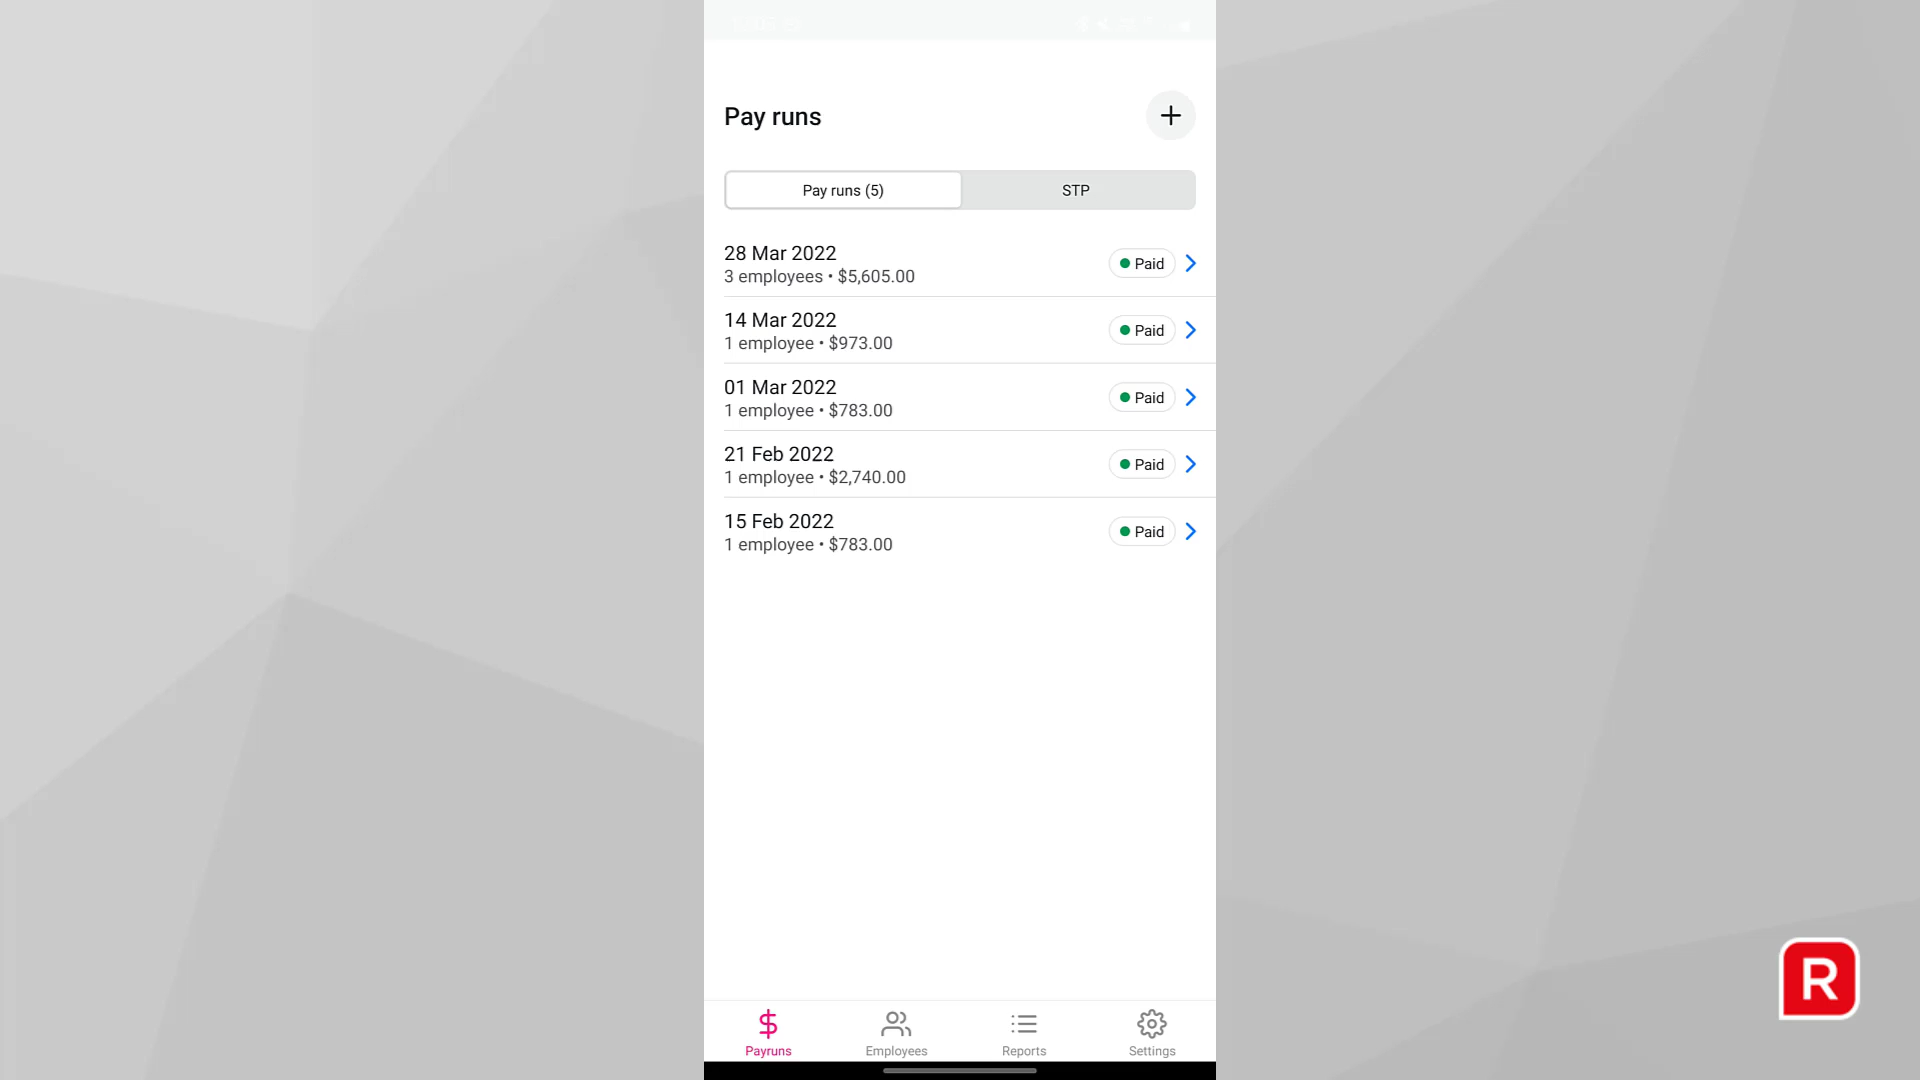 Pay runs
Pay runs (5)
STP
28 Mar 2022
3 employees • $5,605.00
Paid
14 Mar 2022
1 employee • $973.00
Paid
01 Mar 2022
1 employee • $783.00
Paid
21 Feb 2022
1 employee • $2,740.00
Paid
15 Feb 2022
1 employee • $783.00
Paid
Payruns
Employees
Reports
Settings
R